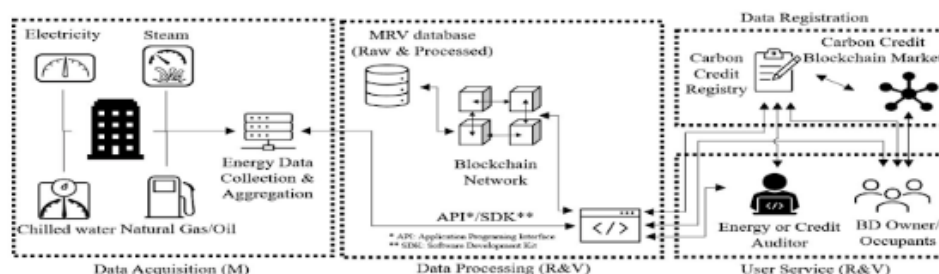 Electricity
Steam
Energy Data
Collection &
Aggregation
Chilled water
Natural Gas/Oil
Data Acquisition (M)
MRV database
(Raw & Processed)
Blockchain
Network
API*/SDK**
* API: Application Programing Interface
** SDK: Software Development Kit
Data Processing (R&V)
Data Registration
Carbon
Credit
Registry
Carbon Credit
Blockchain Market
Energy or Credit
Auditor
BD Owner/
Occupants
User Service (R&V)